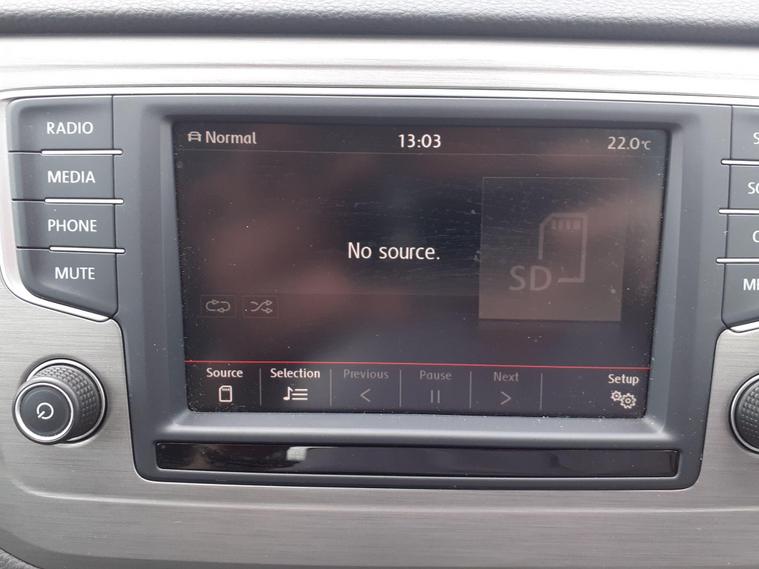 Normal
13:03
22.0°C
RADIO
MEDIA
PHONE
MUTE
No source.
SD
Source
Selection
Previous
Pause
Next
Setup